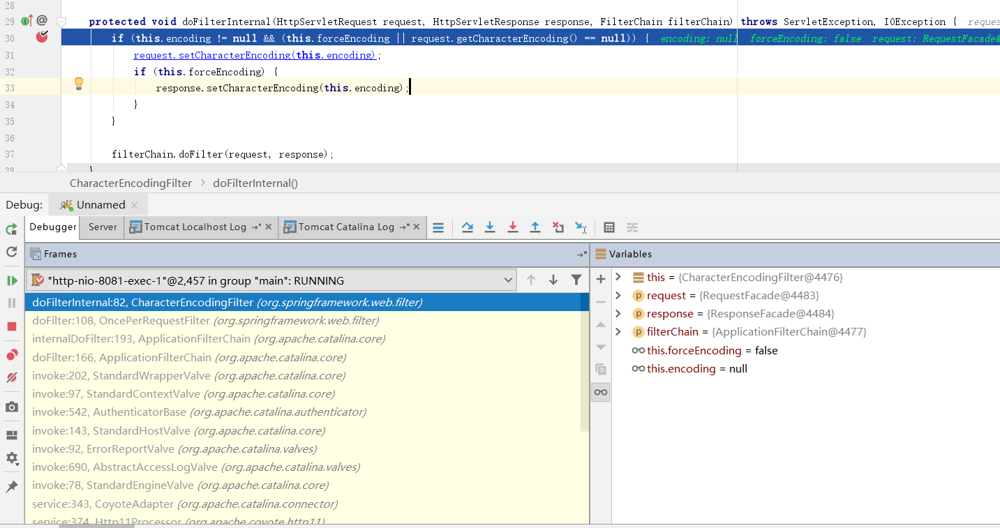 28
29 protected void doFilterInternal(HttpServletRequest request, HttpServletResponse response, FilterChain filterChain) throws ServletException, IOException {
30 if (this.encoding != null && (this.forceEncoding || request.getCharacterEncoding() == null)) { encoding: null forceEncoding: false request: RequestFacade@
31 request.setCharacterEncoding(this.encoding);
32 if (this.forceEncoding) {
33 response.setCharacterEncoding(this.encoding);
34 }
35 }
36
37 filterChain.doFilter(request, response);
38 }
CharacterEncodingFilter › doFilterInternal()
Debug: Unnamed
Debugger Server Tomcat Localhost Log Tomcat Catalina Log
Frames
"http-nio-8081-exec-1"@2,457 in group "main": RUNNING
doFilterInternal:82, CharacterEncodingFilter (org.springframework.web.filter)
doFilter:108, OncePerRequestFilter (org.springframework.web.filter)
internalDoFilter:193, ApplicationFilterChain (org.apache.catalina.core)
doFilter:166, ApplicationFilterChain (org.apache.catalina.core)
invoke:202, StandardWrapperValve (org.apache.catalina.core)
invoke:97, StandardContextValve (org.apache.catalina.core)
invoke:542, AuthenticatorBase (org.apache.catalina.authenticator)
invoke:143, StandardHostValve (org.apache.catalina.core)
invoke:92, ErrorReportValve (org.apache.catalina.valves)
invoke:690, AbstractAccessLogValve (org.apache.catalina.valves)
invoke:78, StandardEngineValve (org.apache.catalina.core)
service:343, CoyoteAdapter (org.apache.catalina.connector)
service:374, Http11Processor (org.apache.coyote.http11)
Variables
this = {CharacterEncodingFilter@4476}
request = {RequestFacade@4483}
response = {ResponseFacade@4484}
filterChain = {ApplicationFilterChain@4477}
this.forceEncoding = false
this.encoding = null